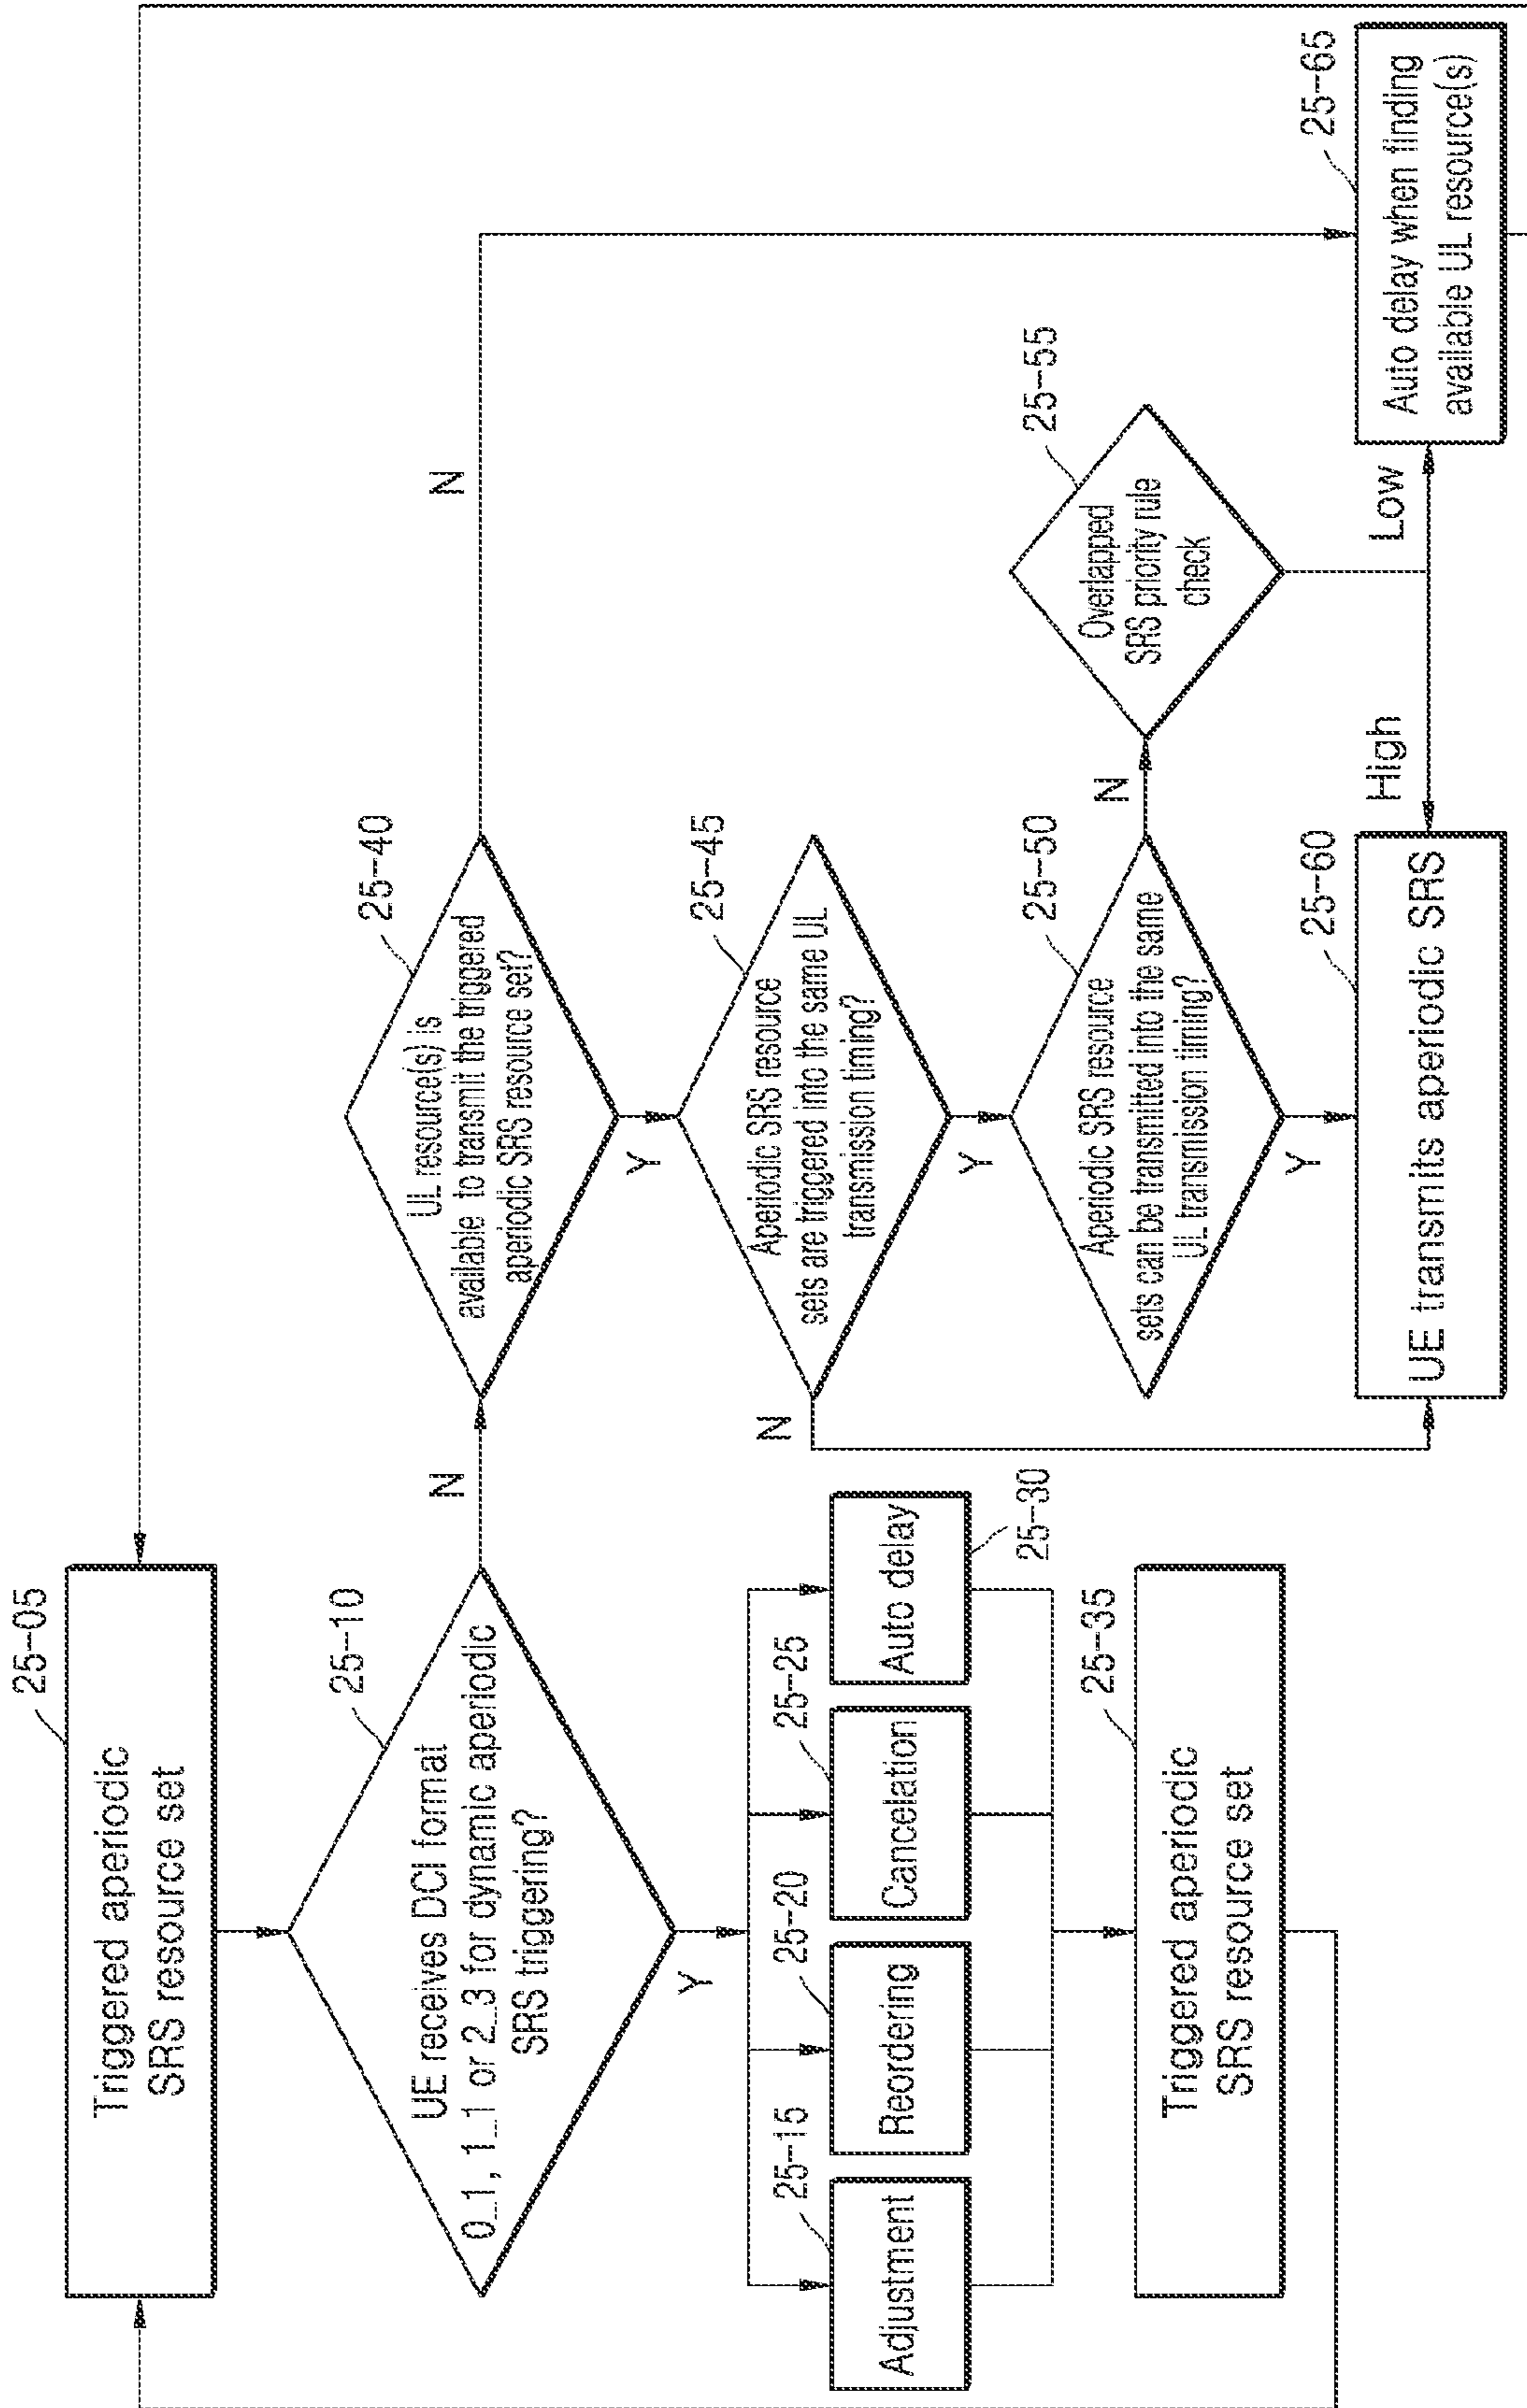 25-05
Triggered aperiodic
SRS resource set
25-10
UE receives DCI format
0_1, 1_1 or 2_3 for dynamic aperiodic
SRS triggering?
N
Y
25-15
Adjustment
25-20
Reordering
25-25
Cancelation
Auto delay
25-30
25-35
Triggered aperiodic
SRS resource set
25-40
UL resource(s) is
available to transmit the triggered
aperiodic SRS resource set?
N
Y
25-45
Aperiodic SRS resource
sets are triggered into the same UL
transmission timing?
N
Y
25-50
Aperiodic SRS resource
sets can be transmitted into the same
UL transmission timing?
N
Y
25-55
Overlapped
SRS priority rule
check
High
Low
25-60
UE transmits aperiodic SRS
25-65
Auto delay when finding
available UL resource(s)